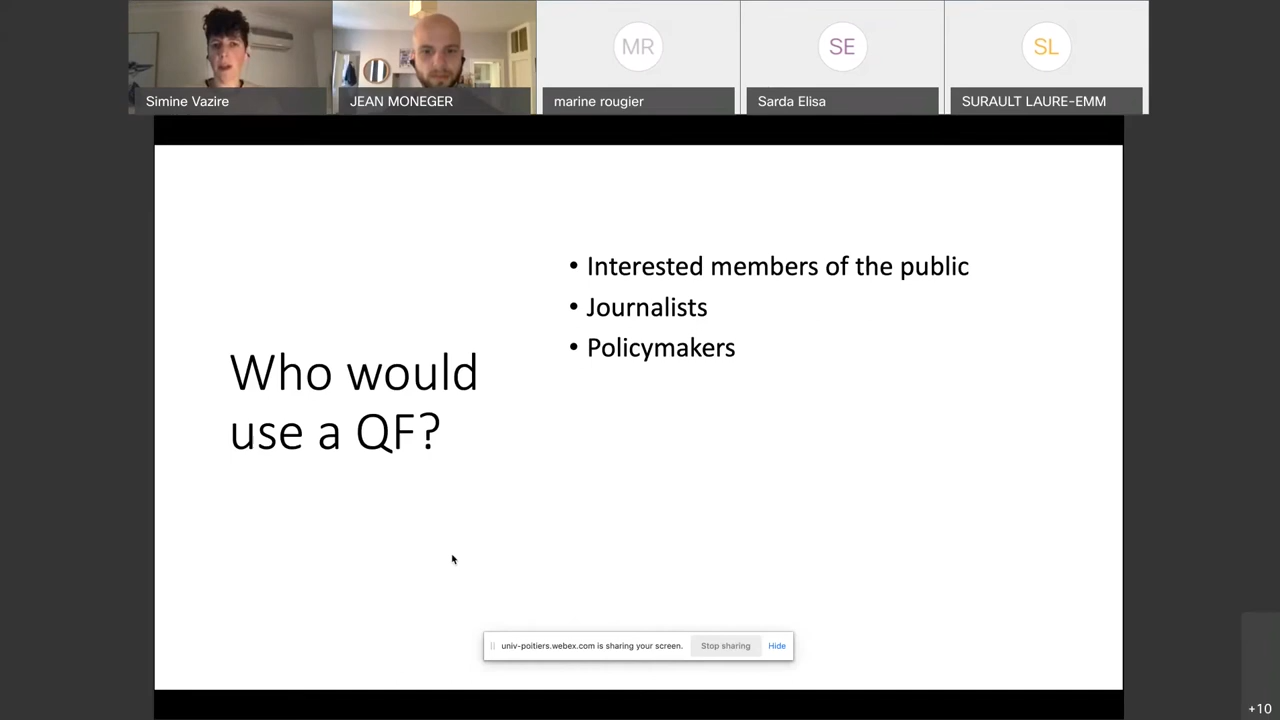 MR
SE
SL
Simine Vazire
JEAN MONEGER
marine rougier
Sarda Elisa
SURAULT LAURE-EMM
• Interested members of the public
• Journalists
• Policymakers
Who would
use a QF?
univ-poitiers.webex.com is sharing your screen.
Stop sharing
Hide
+10